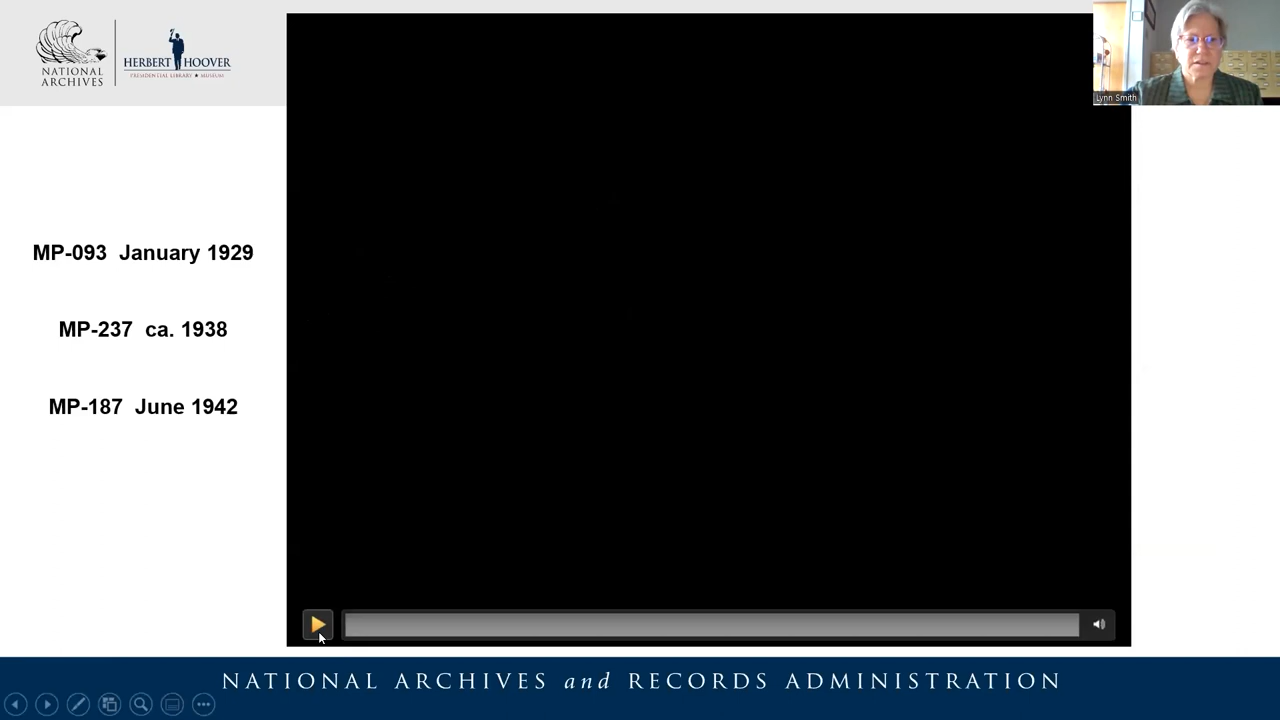 NATIONAL
ARCHIVES
HERBERT HOOVER
PRESIDENTIAL LIBRARY ★ MUSEUM
Lynn Smith
MP-093 January 1929
MP-237 ca. 1938
MP-187 June 1942
NATIONAL ARCHIVES and RECORDS ADMINISTRATION